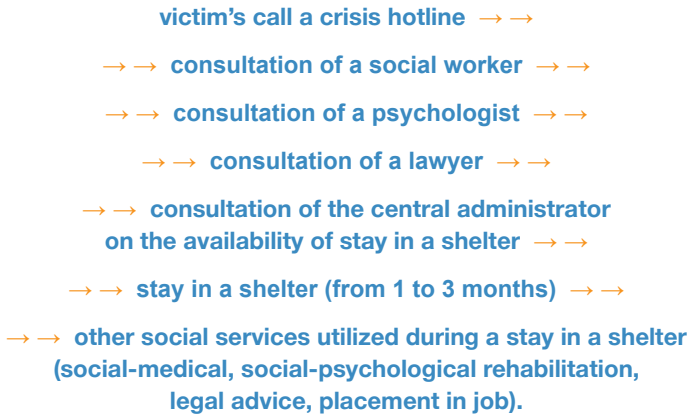 victim's call a crisis hotline → →
→ → consultation of a social worker → →
→ → consultation of a psychologist → →
→ → consultation of a lawyer → →
→ → consultation of the central administrator
on the availability of stay in a shelter → →
→ → stay in a shelter (from 1 to 3 months) → →
→ → other social services utilized during a stay in a shelter
(social-medical, social-psychological rehabilitation,
legal advice, placement in job).